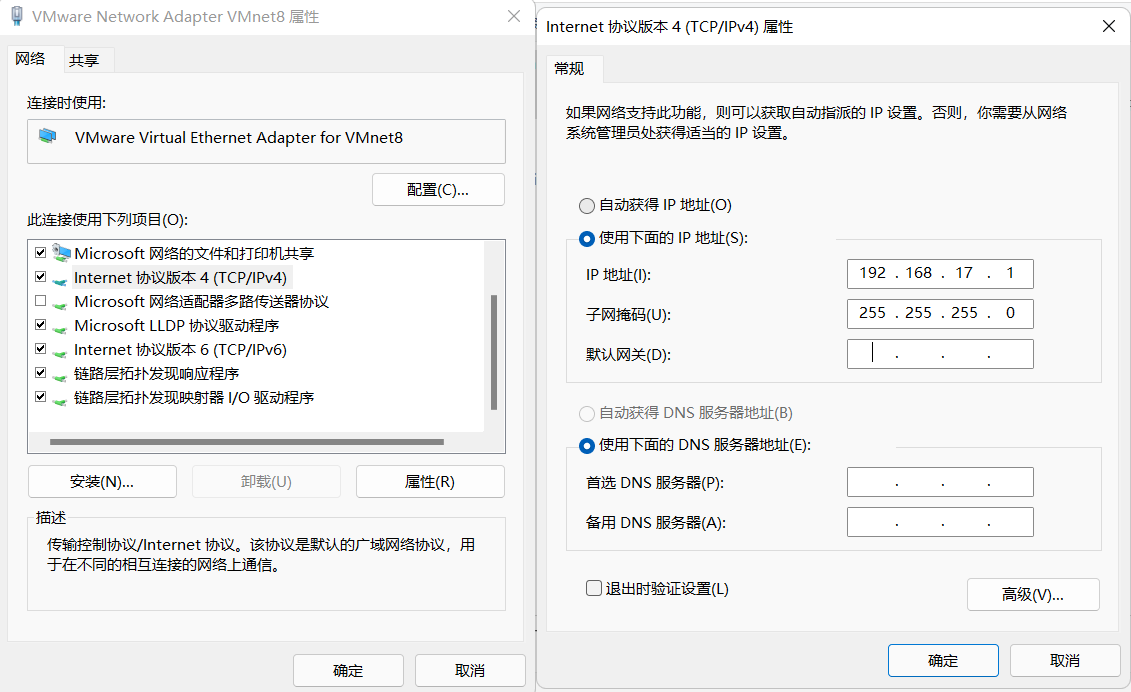 VMware Network Adapter VMnet8 属性
网络
共享
连接时使用:
VMware Virtual Ethernet Adapter for VMnet8
配置(C)...
此连接使用下列项目(O):
Microsoft 网络的文件和打印机共享
Internet 协议版本 4 (TCP/IPv4)
Microsoft 网络适配器多路传送器协议
Microsoft LLDP 协议驱动程序
Internet 协议版本 6 (TCP/IPv6)
链路层拓扑发现响应程序
链路层拓扑发现映射器 I/O 驱动程序
安装(N)...
卸载(U)
属性(R)
描述
传输控制协议/Internet 协议。该协议是默认的广域网络协议，用
于在不同的相互连接的网络上通信。
确定
取消
Internet 协议版本 4 (TCP/IPv4) 属性
常规
如果网络支持此功能，则可以获取自动指派的 IP 设置。否则，你需要从网络
系统管理员处获得适当的 IP 设置。
自动获得 IP 地址(O)
使用下面的 IP 地址(S):
IP 地址(I):
192 . 168 . 17 . 1
子网掩码(U):
255 . 255 . 255 . 0
默认网关(D):
. . .
自动获得 DNS 服务器地址(B)
使用下面的 DNS 服务器地址(E):
首选 DNS 服务器(P):
. . .
备用 DNS 服务器(A):
. . .
退出时验证设置(L)
高级(V)...
确定
取消